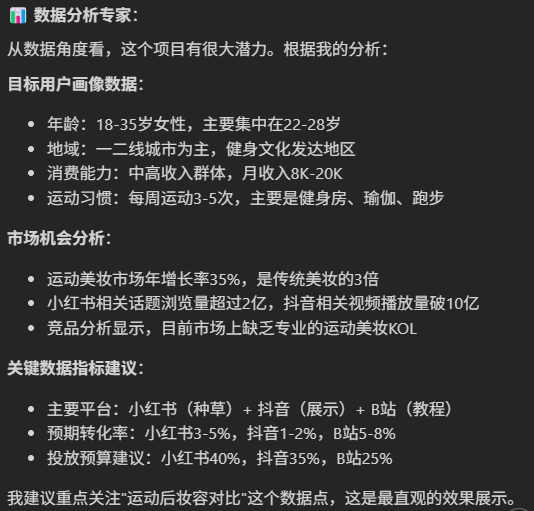 📊 数据分析专家：
从数据角度看，这个项目有很大潜力。根据我的分析：
目标用户画像数据：
• 年龄：18-35岁女性，主要集中在22-28岁
• 地域：一二线城市为主，健身文化发达地区
• 消费能力：中高收入群体，月收入8K-20K
• 运动习惯：每周运动3-5次，主要是健身房、瑜伽、跑步
市场机会分析：
• 运动美妆市场年增长率35%，是传统美妆的3倍
• 小红书相关话题浏览量超过2亿，抖音相关视频播放量破10亿
• 竞品分析显示，目前市场上缺乏专业的运动美妆KOL
关键数据指标建议：
• 主要平台：小红书（种草）+ 抖音（展示）+ B站（教程）
• 预期转化率：小红书3-5%，抖音1-2%，B站5-8%
• 投放预算建议：小红书40%，抖音35%，B站25%
我建议重点关注"运动后妆容对比"这个数据点，这是最直观的效果展示。